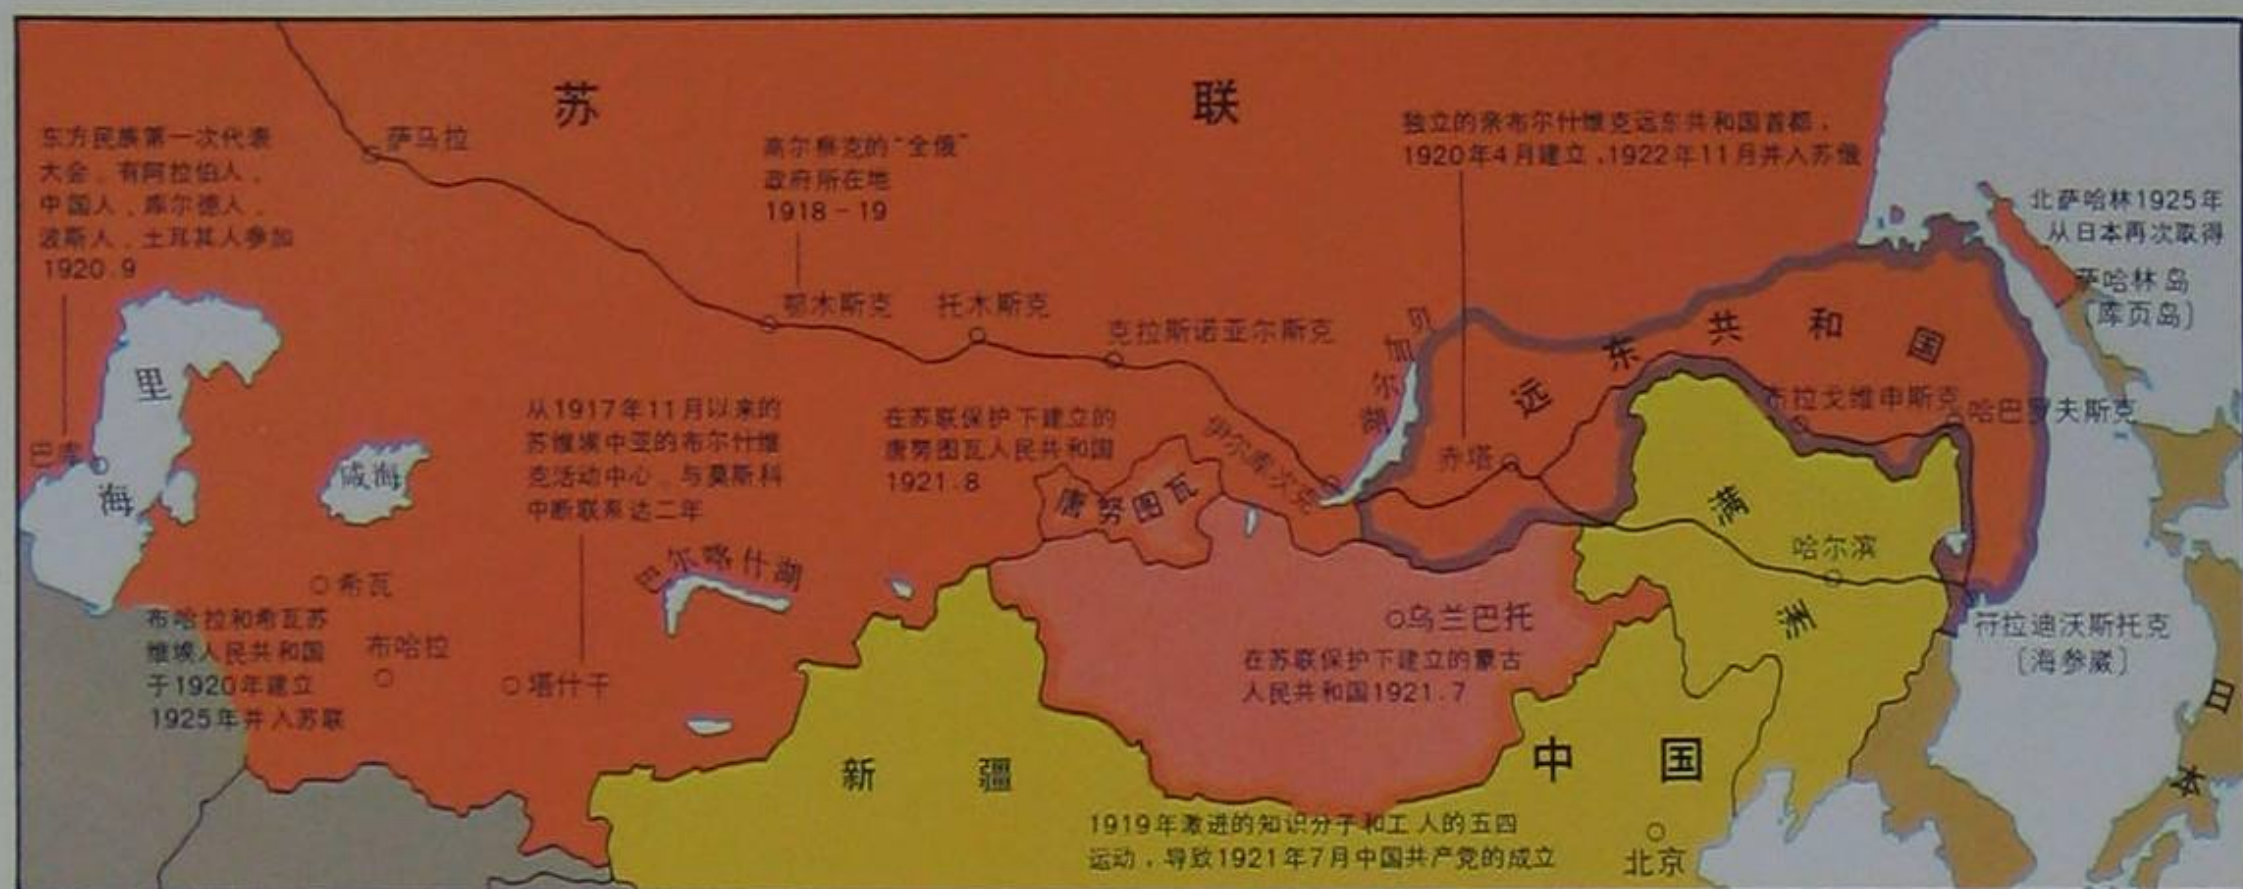 苏联
东方民族第一次代表
大会，有阿拉伯人，
中国人，库尔德人，
波斯人，土耳其人参加
1920.9
萨马拉
高尔察克的“全俄”
政府所在地
1918－19
独立的亲布尔什维克远东共和国首都，
1920年4月建立，1922年11月并入苏俄
北萨哈林1925年
从日本再次取得
萨哈林岛
〔库页岛〕
鄂木斯克
托木斯克
克拉斯诺亚尔斯克
贝加尔湖
远东共和国
里海
巴库
咸海
从1917年11月以来的
苏维埃中亚的布尔什维
克活动中心，与莫斯科
中断联系达二年
在苏联保护下建立的
唐努图瓦人民共和国
1921.8
伊尔库次克
赤塔
布拉戈维申斯克
哈巴罗夫斯克
唐努图瓦
满洲
哈尔滨
巴尔喀什湖
希瓦
布哈拉和希瓦苏
维埃人民共和国
于1920年建立
1925年并入苏联
布哈拉
塔什干
乌兰巴托
在苏联保护下建立的蒙古
人民共和国1921.7
符拉迪沃斯托克
〔海参崴〕
日本
新疆
中国
1919年激进的知识分子和工人的五四
运动，导致1921年7月中国共产党的成立
北京